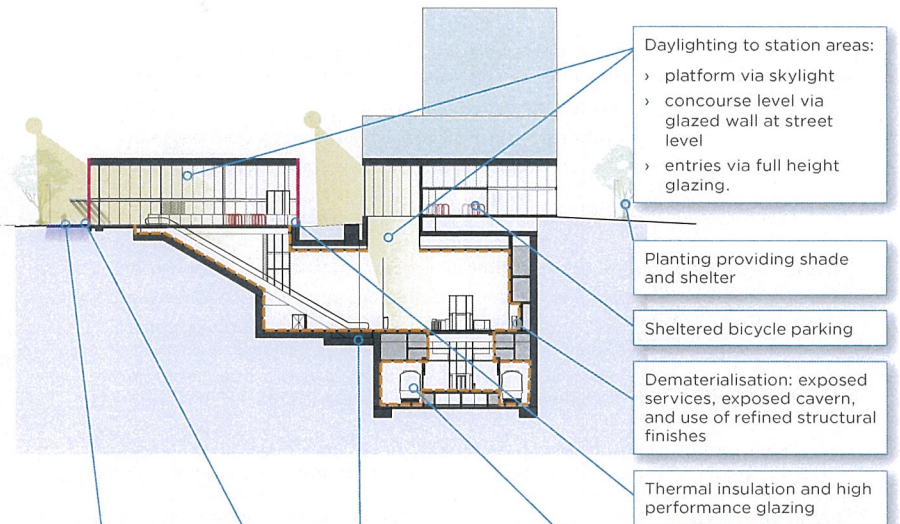 Daylighting to station areas:
› platform via skylight
› concourse level via
glazed wall at street
level
› entries via full height
glazing.
Planting providing shade
and shelter
Sheltered bicycle parking
Dematerialisation: exposed
services, exposed cavern,
and use of refined structural
finishes
Thermal insulation and high
performance glazing